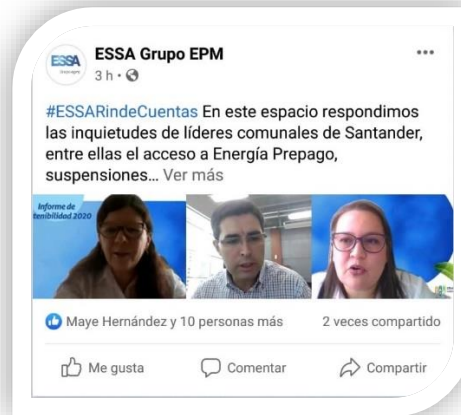 ESSA
ESSA Grupo EPM
3 h •
#ESSARindeCuentas En este espacio respondimos
las inquietudes de líderes comunales de Santander,
entre ellas el acceso a Energía Prepago,
suspensiones... Ver más
Informe de
tenibilidad 2020
Maye Hernández y 10 personas más
2 veces compartido
Me gusta
Comentar
Compartir